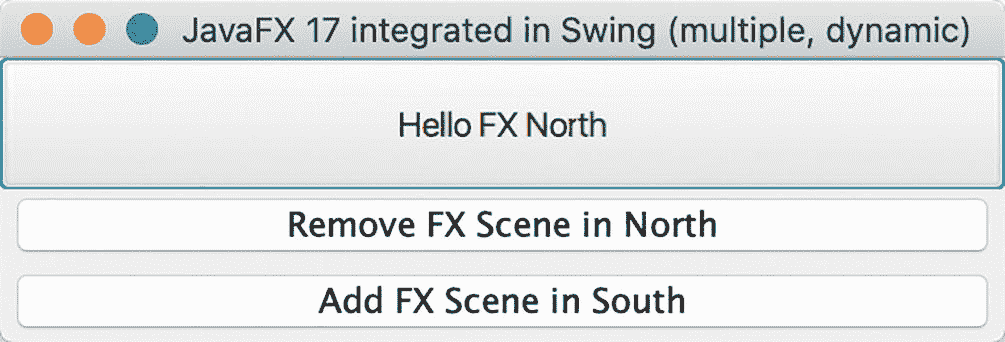 JavaFX 17 integrated in Swing (multiple, dynamic)
Hello FX North
Remove FX Scene in North
Add FX Scene in South